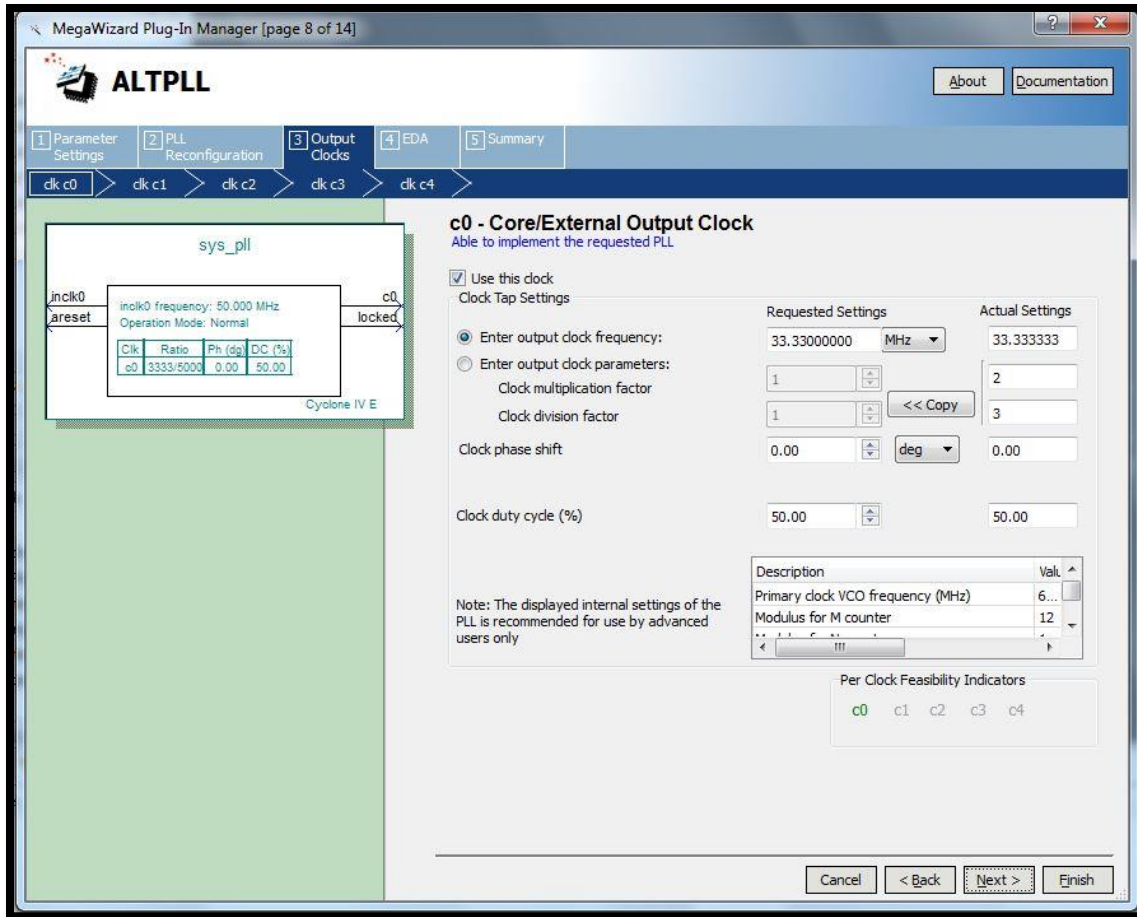 MegaWizard Plug-In Manager [page 8 of 14]
ALTPLL
About Documentation
1 Parameter Settings
2 PLL Reconfiguration
3 Output Clocks
4 EDA
5 Summary
clk c0 clk c1 clk c2 clk c3 clk c4
sys_pll
inclk0
areset
c0
locked
inclk0 frequency: 50.000 MHz
Operation Mode: Normal
Clk Ratio Ph (dg) DC (%)
c0 3333/5000 0.00 50.00
Cyclone IV E
c0 - Core/External Output Clock
Able to implement the requested PLL
Use this clock
Clock Tap Settings
Requested Settings Actual Settings
Enter output clock frequency: 33.33000000 MHz 33.333333
Enter output clock parameters:
Clock multiplication factor 1 2
<< Copy
Clock division factor 1 3
Clock phase shift 0.00 deg 0.00
Clock duty cycle (%) 50.00 50.00
Note: The displayed internal settings of the
PLL is recommended for use by advanced
users only
Description Valu
Primary clock VCO frequency (MHz) 6...
Modulus for M counter 12
Per Clock Feasibility Indicators
c0 c1 c2 c3 c4
Cancel < Back Next > Finish